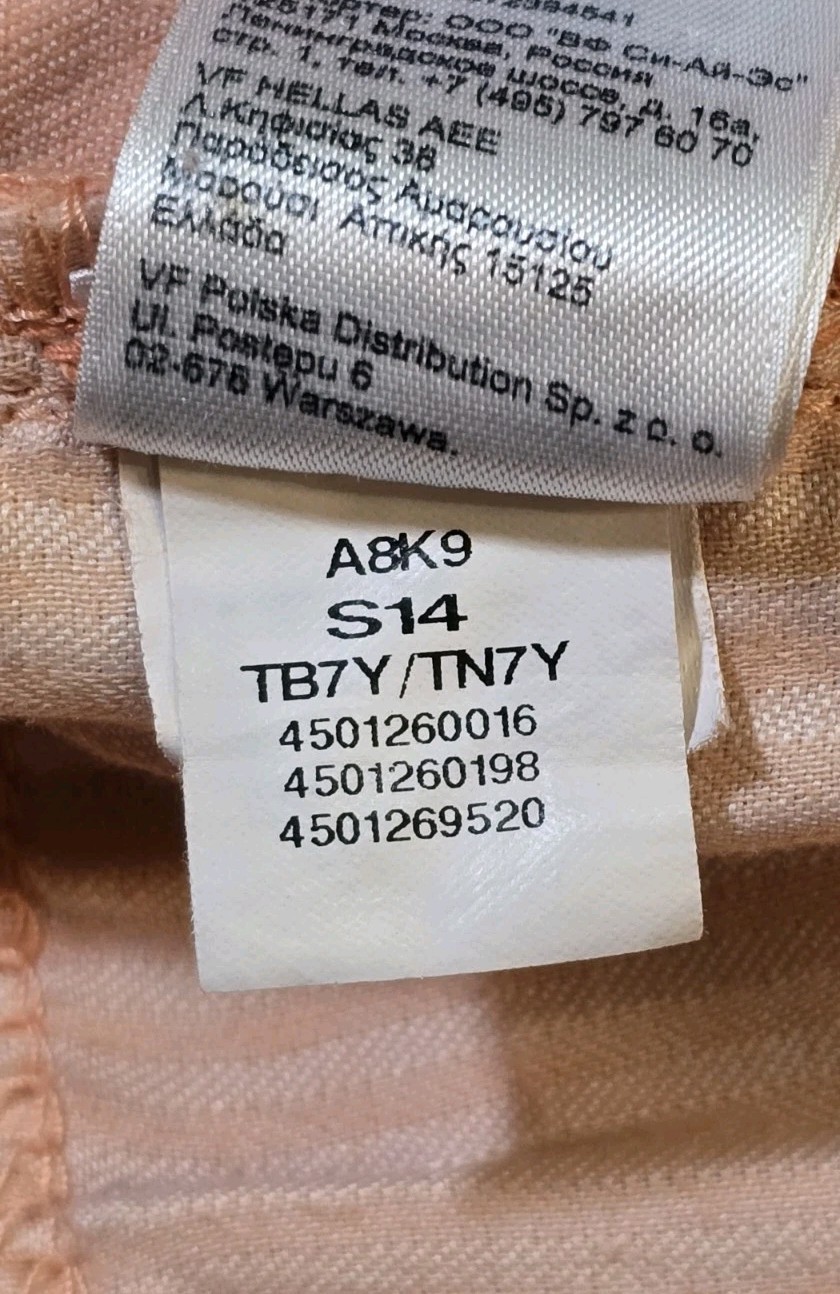 ООО "ВФ Си-Ай-Эс"
125171 Москва, Россия
Ленинградское шоссе, д. 16а,
стр. 1, тел. +7 (495) 797 60 70
VF HELLAS AEE
Λ.Κηφισίας 38
Παράδεισος Αμαρουσίου
Μαρούσι Αττικής 15125
Ελλάδα
VF Polska Distribution Sp. z o. o.
Ul. Postępu 6
02-676 Warszawa.
A8K9
S14
TB7Y/TN7Y
4501260016
4501260198
4501269520